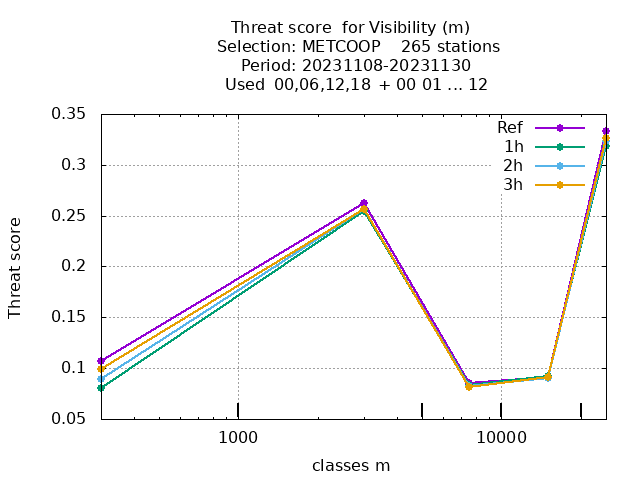 Threat score  for Visibility (m)
Selection: METCOOP    265 stations
Period: 20231108-20231130
Used  00,06,12,18 + 00 01 ... 12
0.35
0.3
0.25
0.2
0.15
0.1
0.05
Threat score
Ref
1h
2h
3h
1000
10000
classes m